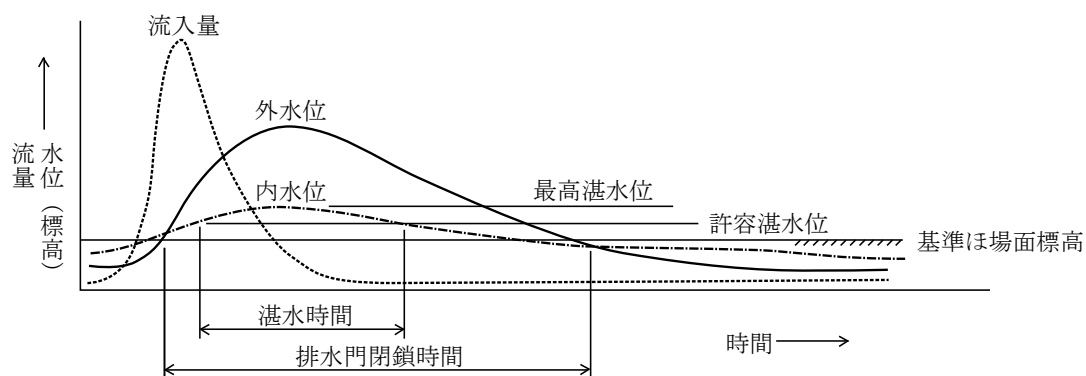 流入量
外水位
流量
水位（標高）
内水位
最高湛水位
許容湛水位
基準ほ場面標高
湛水時間
時間
排水門閉鎖時間